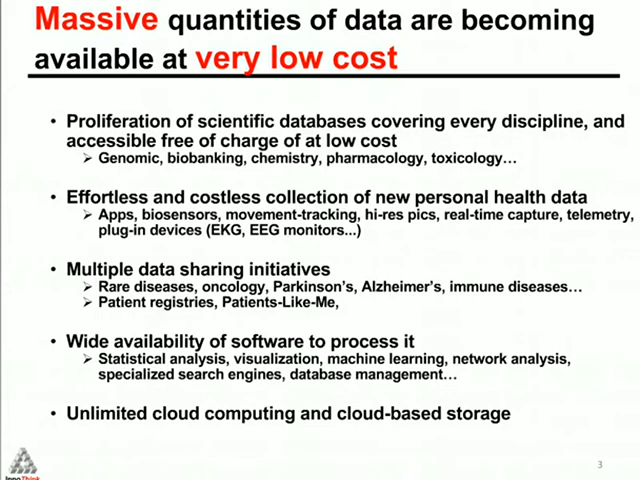 Massive quantities of data are becoming
available at very low cost
• Proliferation of scientific databases covering every discipline, and
accessible free of charge of at low cost
➢ Genomic, biobanking, chemistry, pharmacology, toxicology…
• Effortless and costless collection of new personal health data
➢ Apps, biosensors, movement-tracking, hi-res pics, real-time capture, telemetry,
plug-in devices (EKG, EEG monitors...)
• Multiple data sharing initiatives
➢ Rare diseases, oncology, Parkinson's, Alzheimer's, immune diseases…
➢ Patient registries, Patients-Like-Me,
• Wide availability of software to process it
➢ Statistical analysis, visualization, machine learning, network analysis,
specialized search engines, database management…
• Unlimited cloud computing and cloud-based storage
InnoThink
3